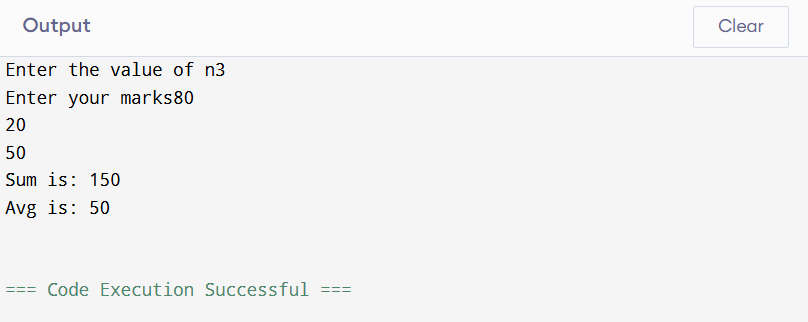 Output
Clear
Enter the value of n3
Enter your marks80
20
50
Sum is: 150
Avg is: 50
=== Code Execution Successful ===